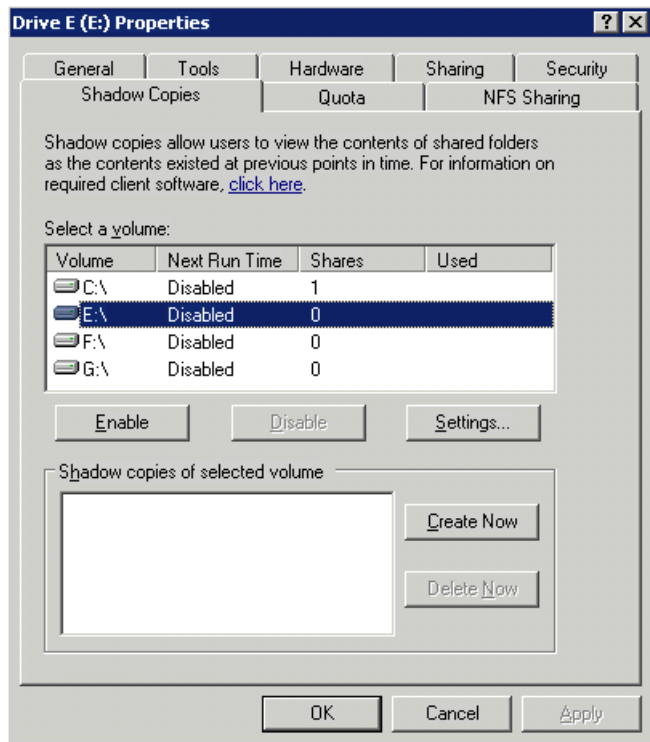 Drive E (E:) Properties
General Tools Hardware Sharing Security
Shadow Copies Quota NFS Sharing
Shadow copies allow users to view the contents of shared folders
as the contents existed at previous points in time. For information on
required client software, click here.
Select a volume:
Volume Next Run Time Shares Used
C:\ Disabled 1
E:\ Disabled 0
F:\ Disabled 0
G:\ Disabled 0
Enable Disable Settings...
Shadow copies of selected volume
Create Now
Delete Now
OK Cancel Apply